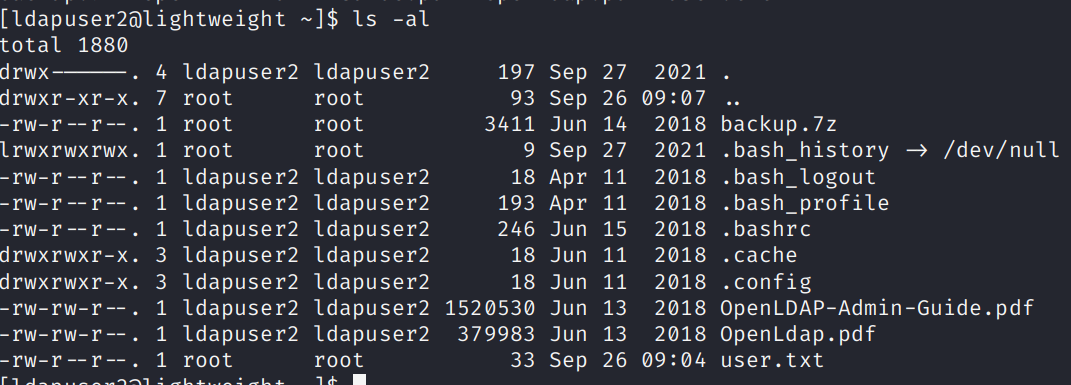 [ldapuser2@lightweight ~]$ ls -al
total 1880
drwx------. 4 ldapuser2 ldapuser2     197 Sep 27  2021 .
drwxr-xr-x. 7 root      root           93 Sep 26 09:07 ..
-rw-r--r--. 1 root      root         3411 Jun 14  2018 backup.7z
lrwxrwxrwx. 1 root      root            9 Sep 27  2021 .bash_history -> /dev/null
-rw-r--r--. 1 ldapuser2 ldapuser2      18 Apr 11  2018 .bash_logout
-rw-r--r--. 1 ldapuser2 ldapuser2     193 Apr 11  2018 .bash_profile
-rw-r--r--. 1 ldapuser2 ldapuser2     246 Jun 15  2018 .bashrc
drwxrwxr-x. 3 ldapuser2 ldapuser2      18 Jun 11  2018 .cache
drwxrwxr-x. 3 ldapuser2 ldapuser2      18 Jun 11  2018 .config
-rw-rw-r--. 1 ldapuser2 ldapuser2 1520530 Jun 13  2018 OpenLDAP-Admin-Guide.pdf
-rw-rw-r--. 1 ldapuser2 ldapuser2  379983 Jun 13  2018 OpenLdap.pdf
-rw-r--r--. 1 root      root           33 Sep 26 09:04 user.txt
[ldapuser2@lightweight ~]$